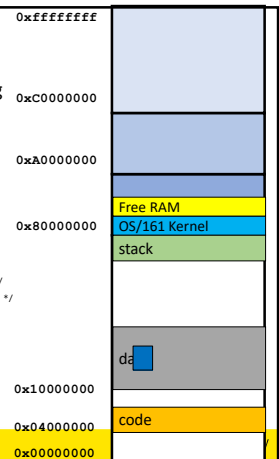 0xffffffff
g
0xC0000000
0xA0000000
Free RAM
0x80000000
OS/161 Kernel
stack
/
*/
da
0x10000000
0x04000000
code
0x00000000
/